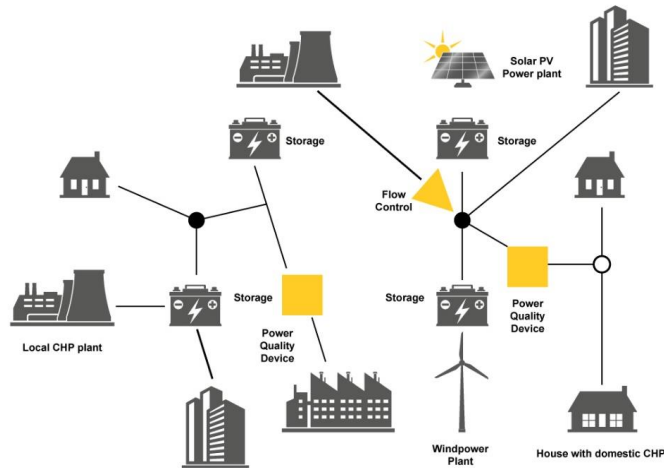 Solar PV
Power plant
Storage
Storage
Flow
Control
Storage
Storage
Local CHP plant
Power
Quality
Device
Power
Quality
Device
Windpower
Plant
House with domestic CHP